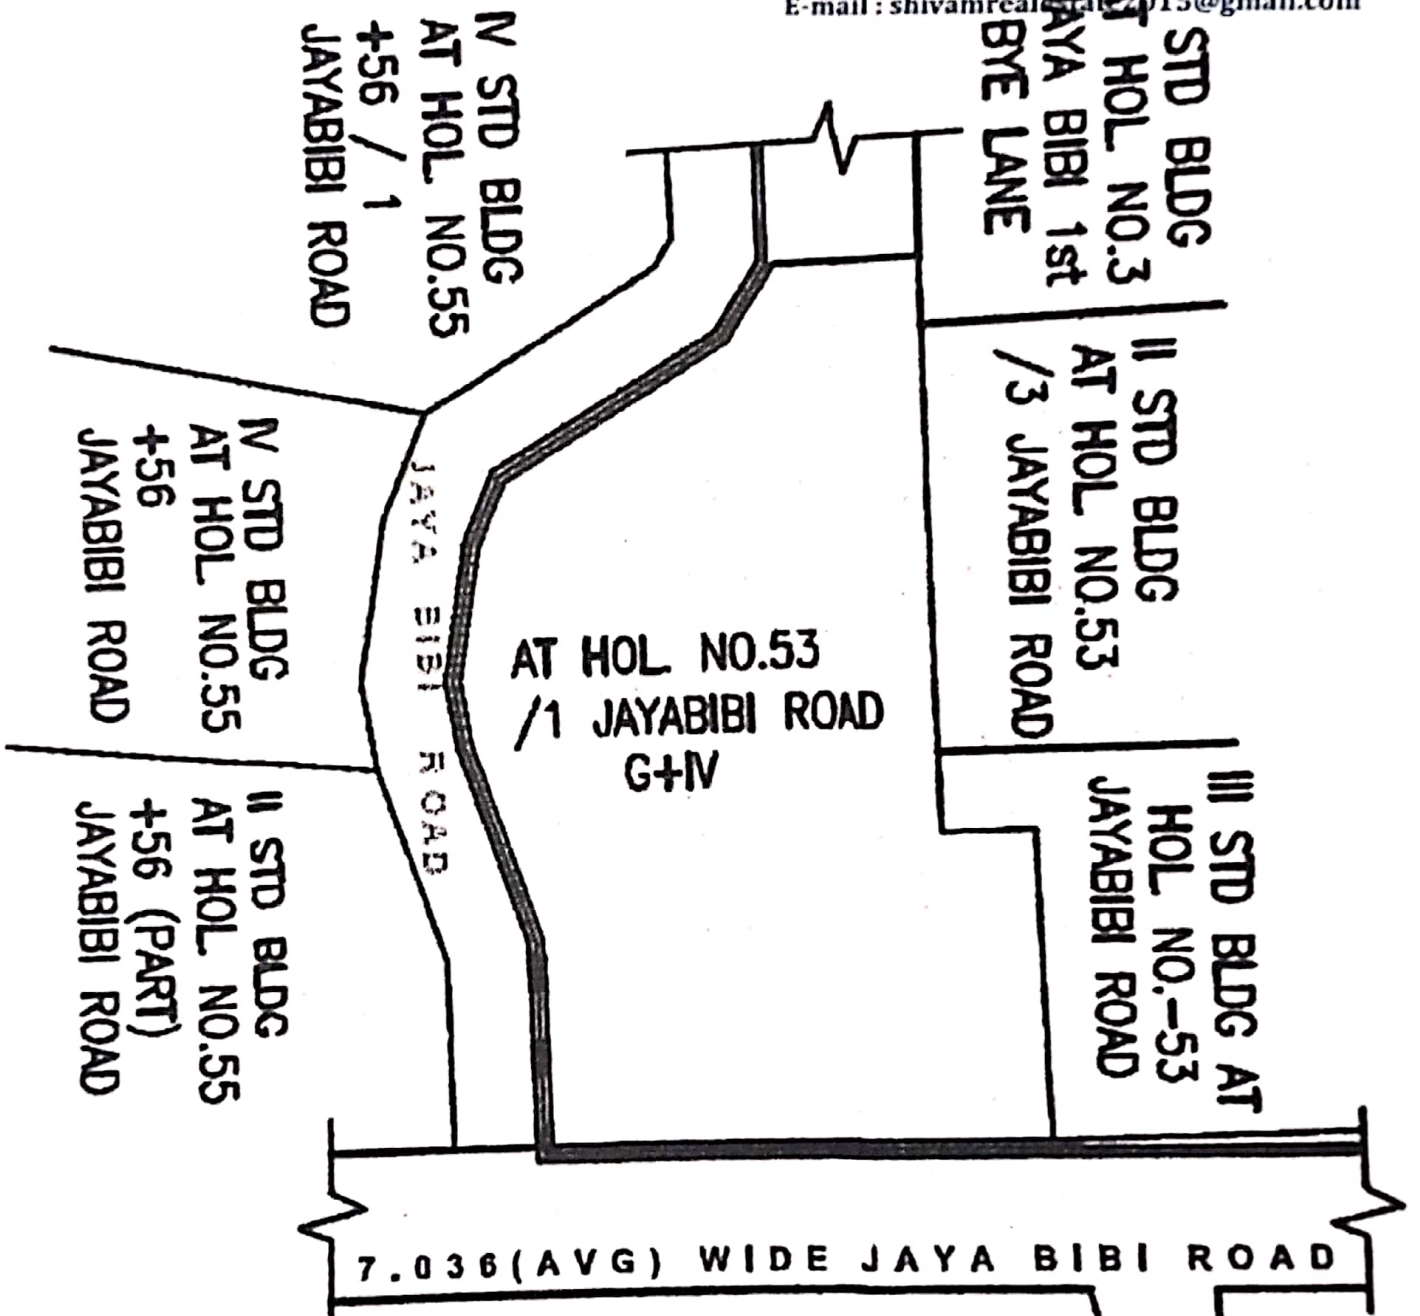 E-mail : shivamreal
STD BLDG
HOL NO.3
BIBI 1st
BYE LANE
IV STD BLDG
AT HOL NO.55
+56 / 1
JAYABIBI ROAD
II STD BLDG
AT HOL NO.53
/3 JAYABIBI ROAD
IV STD BLDG
AT HOL NO.55
+56
JAYABIBI ROAD
JAYA BIBI ROAD
AT HOL NO.53
/1 JAYABIBI ROAD
G+IV
III STD BLDG AT
HOL NO.-53
JAYABIBI ROAD
II STD BLDG
AT HOL NO.55
+56 (PART)
JAYABIBI ROAD
7.036(AVG) WIDE JAYA BIBI ROAD